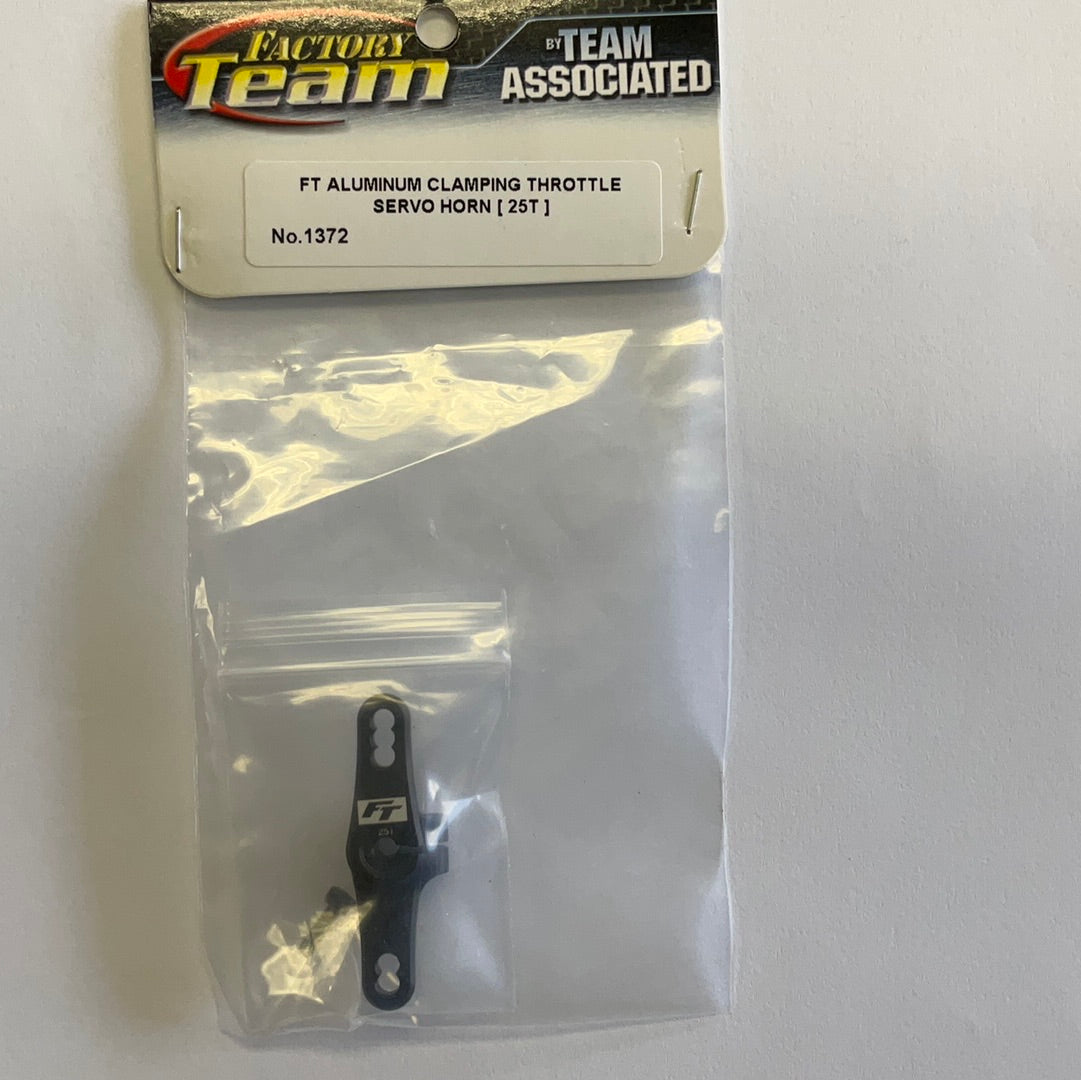 FACTORY
Team
BY TEAM
ASSOCIATED
FT ALUMINUM CLAMPING THROTTLE
SERVO HORN [ 25T ]
No.1372
FT
25T